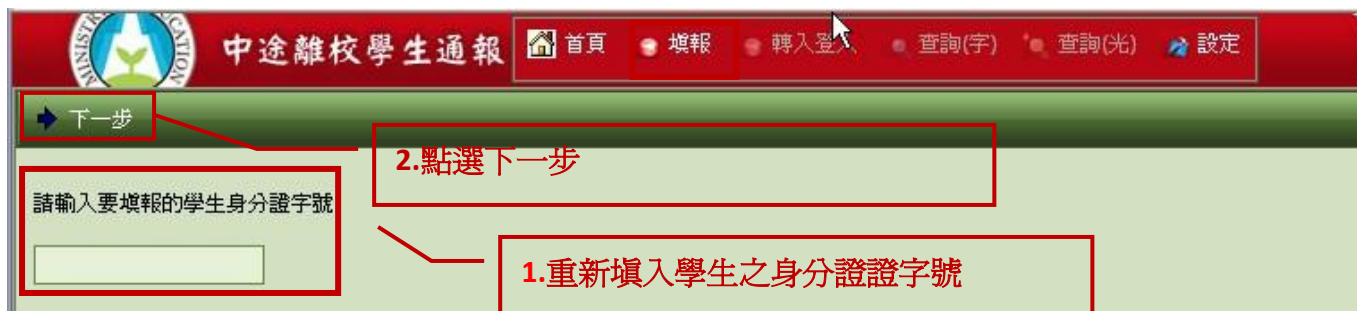 MINISTRY EDUCATION
中途離校學生通報 首頁 填報 轉入登入 查詢(字) 查詢(光) 設定
下一步
2.點選下一步
請輸入要填報的學生身分證字號
1.重新填入學生之身分證證字號